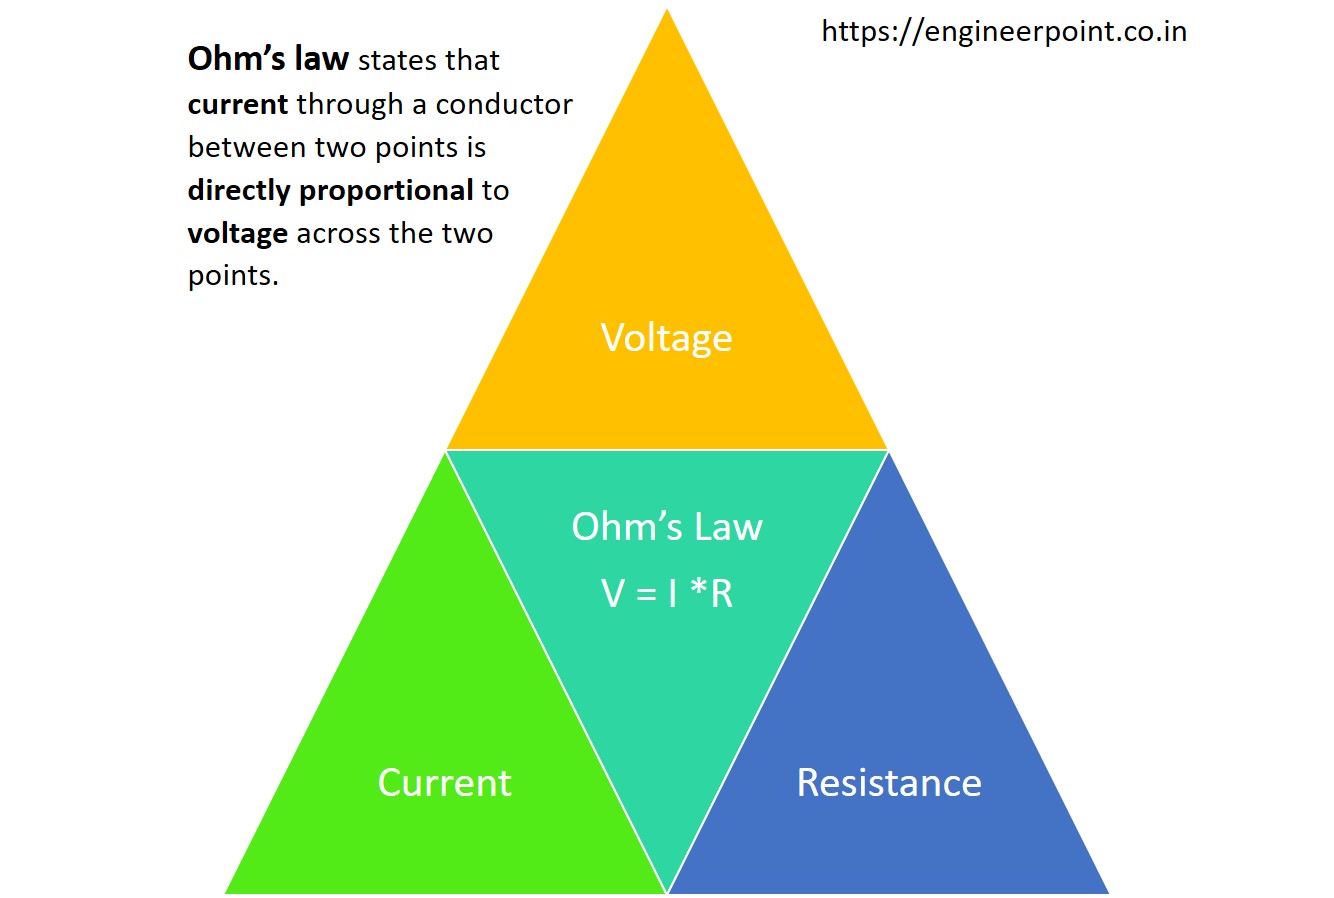 Ohm’s law states that
current through a conductor
between two points is
directly proportional to
voltage across the two
points.
https://engineerpoint.co.in
Voltage
Ohm’s Law
V = I *R
Current
Resistance